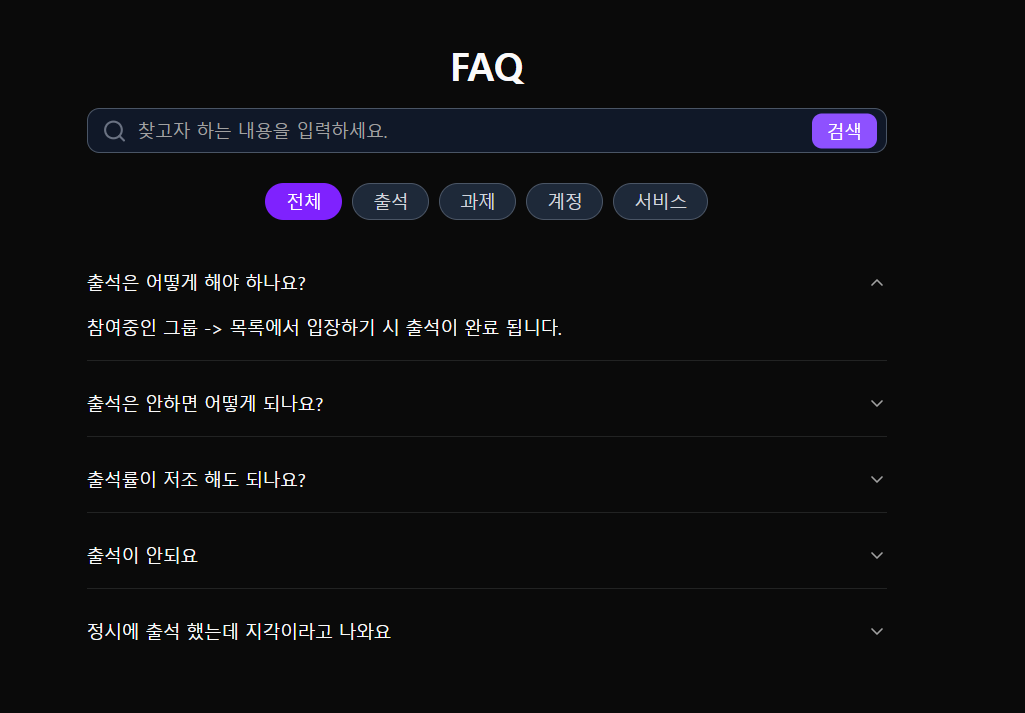 FAQ
찾고자 하는 내용을 입력하세요. 검색
전체 출석 과제 계정 서비스
출석은 어떻게 해야 하나요?
참여중인 그룹 -> 목록에서 입장하기 시 출석이 완료 됩니다.
출석은 안하면 어떻게 되나요?
출석률이 저조 해도 되나요?
출석이 안되요
정시에 출석 했는데 지각이라고 나와요